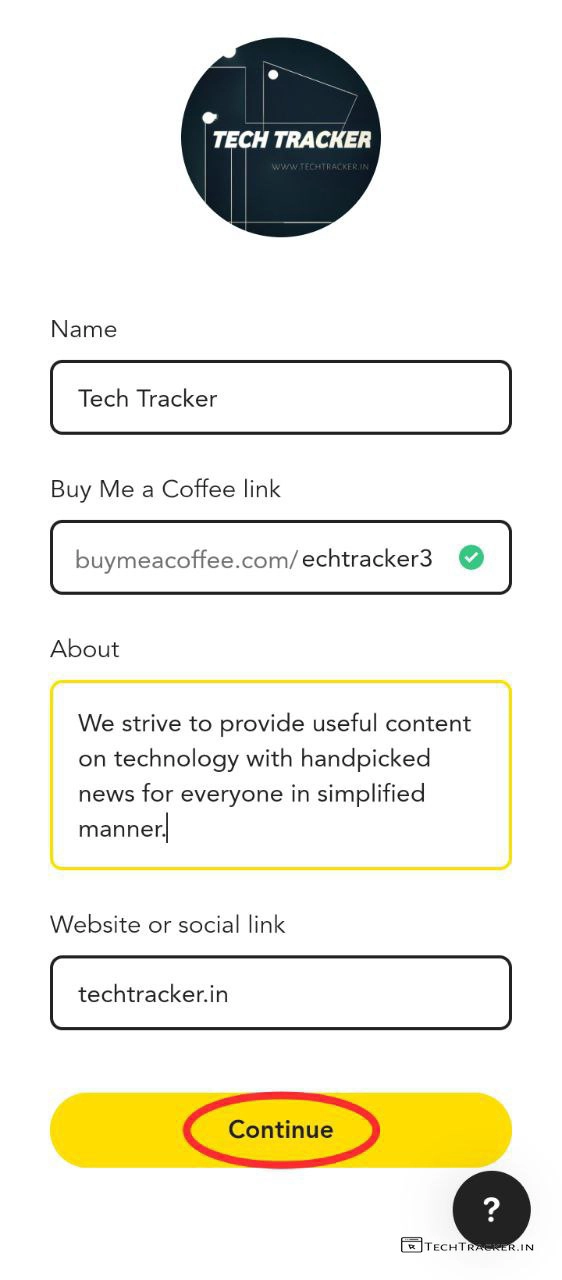 TECH TRACKER
WWW.TECHTRACKER.IN
Name
Tech Tracker
Buy Me a Coffee link
buymeacoffee.com/echtracker3
About
We strive to provide useful content
on technology with handpicked
news for everyone in simplified
manner.
Website or social link
techtracker.in
Continue
?
TECHTRACKER.IN